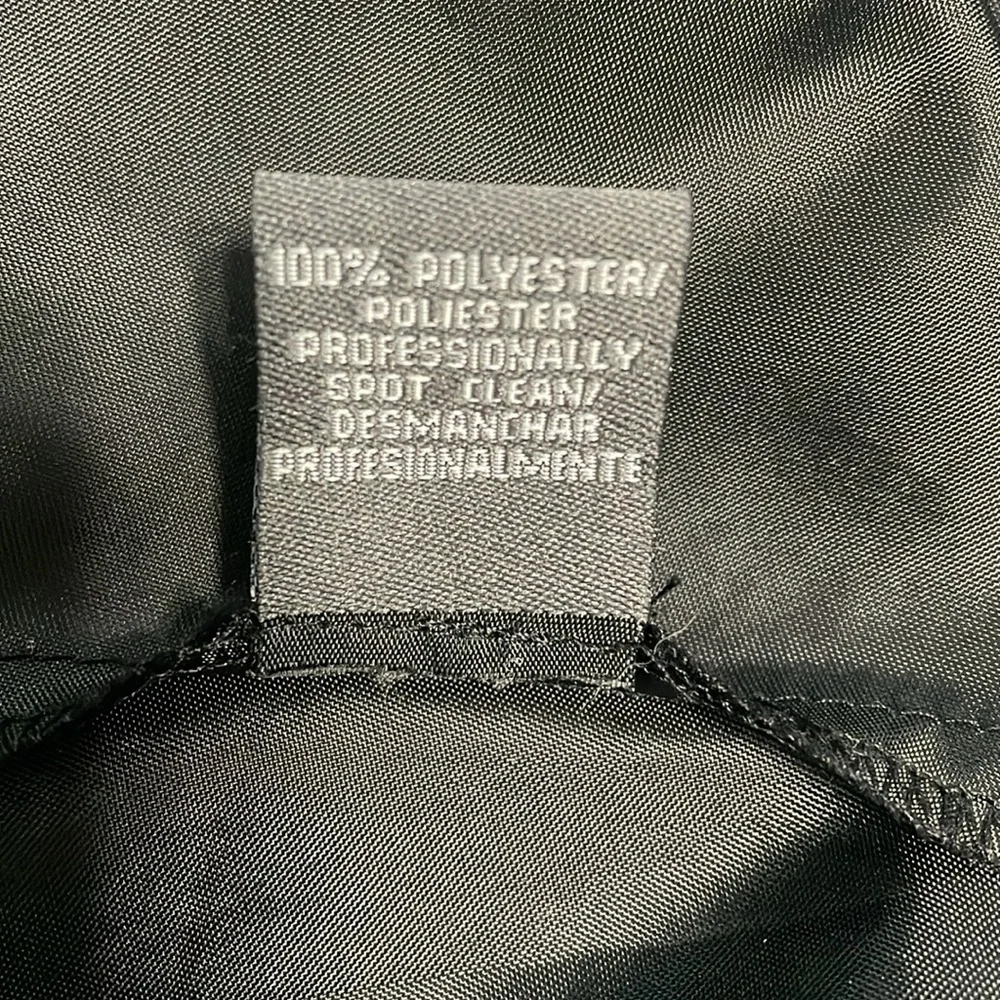 100% POLYESTER/
POLIESTER
PROFESSIONALLY
SPOT CLEAN/
DESMANCHAR
PROFESIONALMENTE